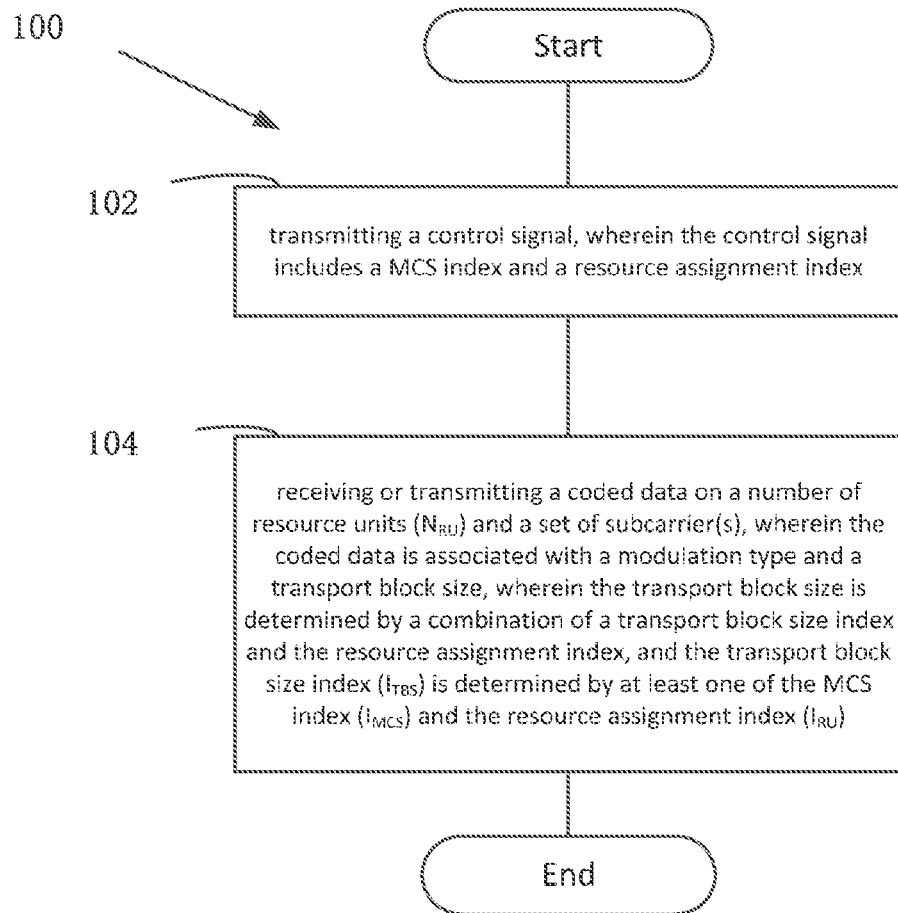 100
Start
102
transmitting a control signal, wherein the control signal
includes a MCS index and a resource assignment index
104
receiving or transmitting a coded data on a number of
resource units (NRU) and a set of subcarrier(s), wherein the
coded data is associated with a modulation type and a
transport block size, wherein the transport block size is
determined by a combination of a transport block size index
and the resource assignment index, and the transport block
size index (ITBS) is determined by at least one of the MCS
index (IMCS) and the resource assignment index (IRU)
End